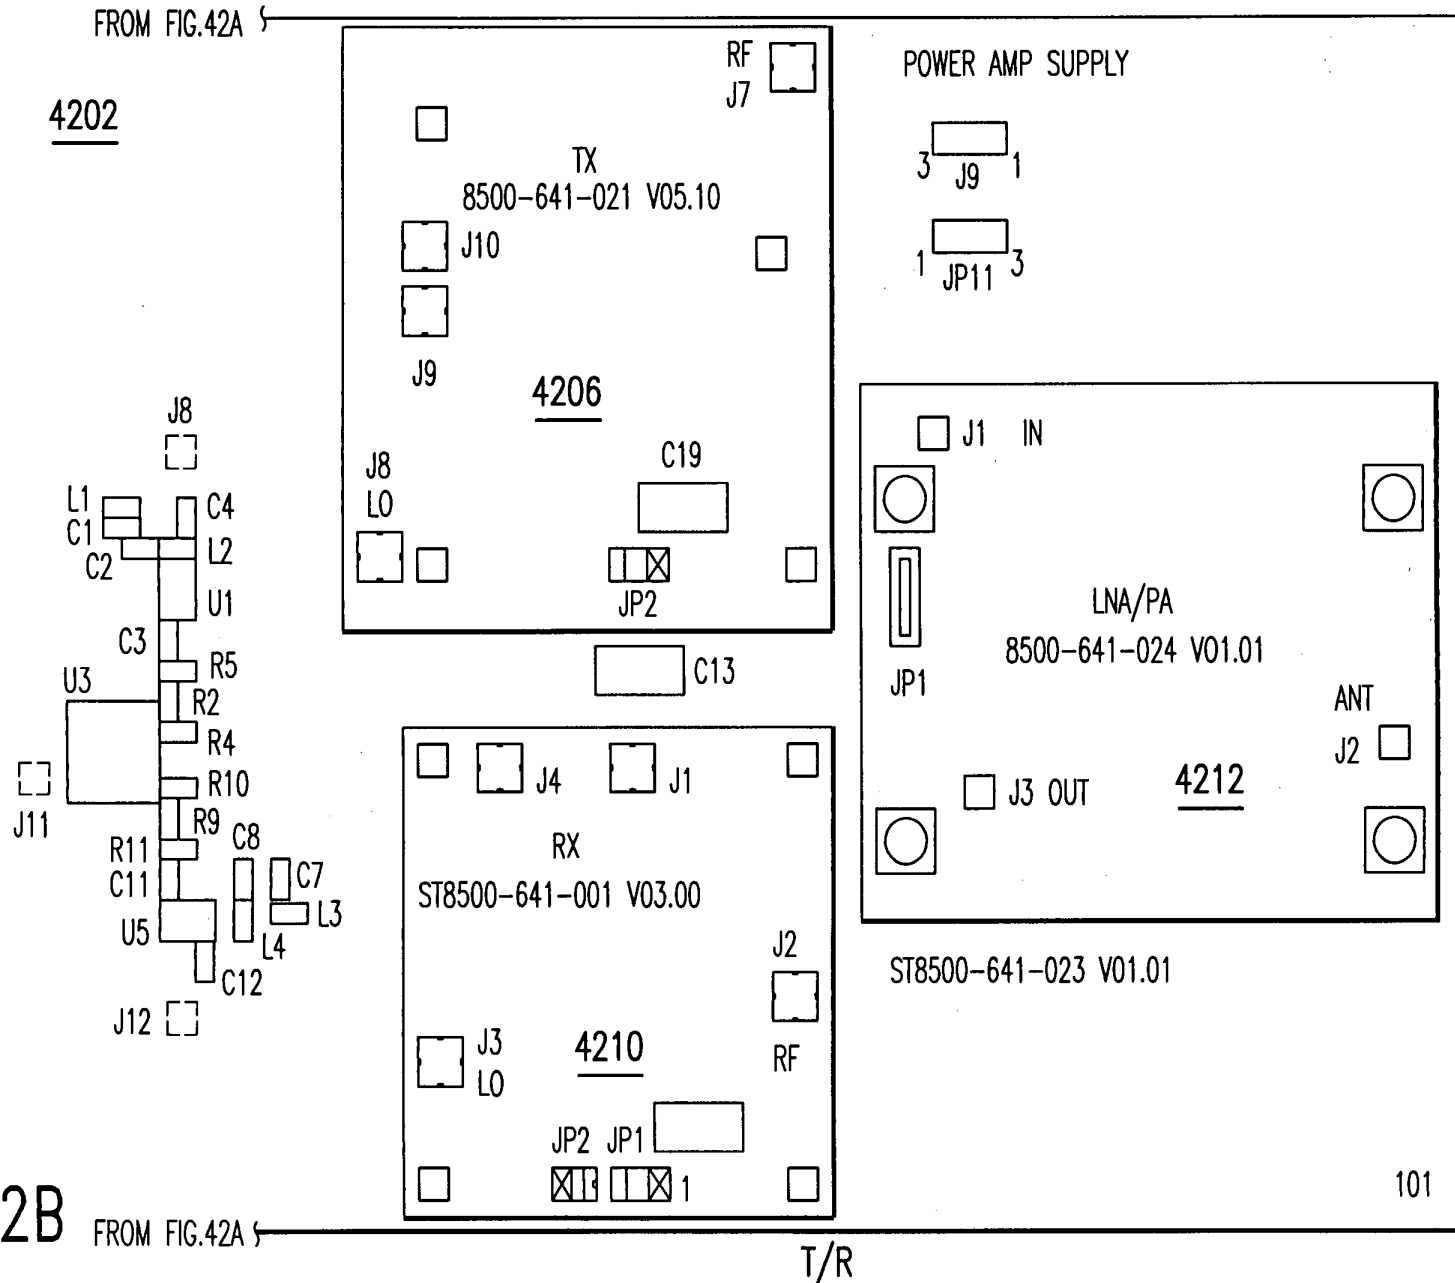 FROM FIG.42A
4202
RF
J7
TX
8500-641-021 V05.10
J10
J9
4206
J8
LO
C19
JP2
POWER AMP SUPPLY
3 J9 1
1 JP11 3
J8
L1
C4
C1
C2
L2
U1
C3
R5
U3
R2
R4
R10
J11
R9
C8
R11
C11
C7
U5
L4
L3
C12
J12
C13
J1 IN
JP1
LNA/PA
8500-641-024 V01.01
ANT
J2
J3 OUT
4212
ST8500-641-023 V01.01
J4
J1
RX
ST8500-641-001 V03.00
J2
RF
J3
LO
4210
JP2 JP1
1
101
2B
FROM FIG.42A
T/R